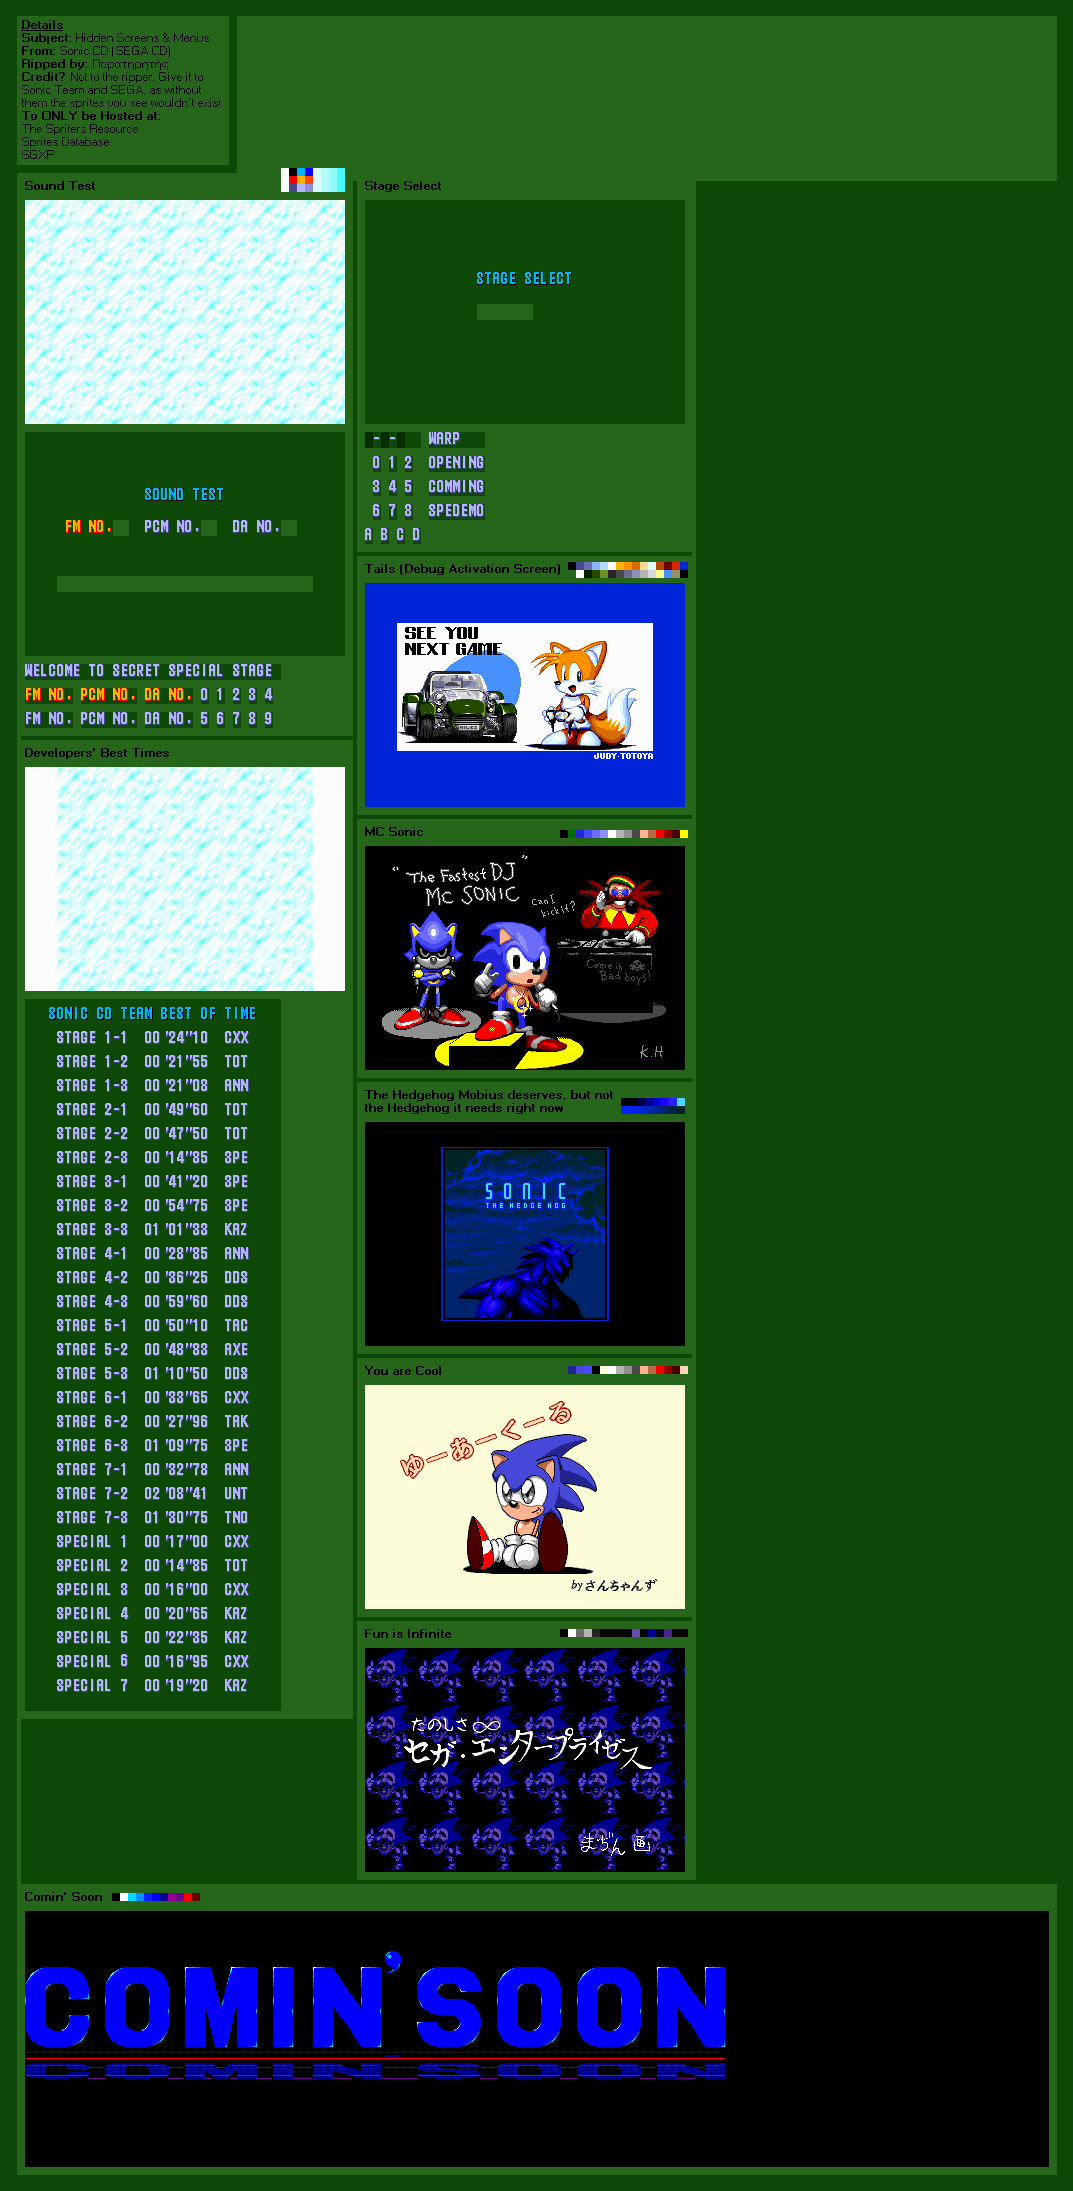 Details
Subject: Hidden Screens & Menus
From: Sonic CD (SEGA CD)
Ripped by: Παρατηρητής
Credit? Not to the ripper. Give it to
Sonic Team and SEGA, as without
them the sprites you see wouldn't exist.
To ONLY be Hosted at:
The Spriters Resource
Sprites Database
SGXP
Sound Test
SOUND TEST
FM NO. PCM NO. DA NO.
WELCOME TO SECRET SPECIAL STAGE
FM NO. PCM NO. DA NO. 0 1 2 3 4
FM NO. PCM NO. DA NO. 5 6 7 8 9
Developers' Best Times
SONIC CD TEAM BEST OF TIME
STAGE 1-1 00'24"10 CXX
STAGE 1-2 00'21"55 TOT
STAGE 1-3 00'21"08 ANN
STAGE 2-1 00'49"60 TOT
STAGE 2-2 00'47"50 TOT
STAGE 2-3 00'14"85 3PE
STAGE 3-1 00'41"20 3PE
STAGE 3-2 00'54"75 3PE
STAGE 3-3 01'01"33 KAZ
STAGE 4-1 00'28"85 ANN
STAGE 4-2 00'36"25 DDS
STAGE 4-3 00'59"60 DDS
STAGE 5-1 00'50"10 TAC
STAGE 5-2 00'48"33 AXE
STAGE 5-3 01'10"50 DDS
STAGE 6-1 00'33"65 CXX
STAGE 6-2 00'27"96 TAK
STAGE 6-3 01'09"75 3PE
STAGE 7-1 00'32"78 ANN
STAGE 7-2 02'08"41 UNT
STAGE 7-3 01'30"75 TNO
SPECIAL 1 00'17"00 CXX
SPECIAL 2 00'14"85 TOT
SPECIAL 3 00'16"00 CXX
SPECIAL 4 00'20"65 KAZ
SPECIAL 5 00'22"35 KAZ
SPECIAL 6 00'16"95 CXX
SPECIAL 7 00'19"20 KAZ
Stage Select
STAGE SELECT
- - WARP
0 1 2 OPENING
3 4 5 COMMING
6 7 8 SPEDEMO
A B C D
Tails (Debug Activation Screen)
SEE YOU
NEXT GAME
JUDY·TOTOYA
MC Sonic
"The Fastest DJ"
MC SONIC
Can I
kick it?
Come in
Bad boys!
K.H
The Hedgehog Mobius deserves, but not
the Hedgehog it needs right now
SONIC
THE HEDGEHOG
You are Cool
ゆーあーくーる
by さんちゃんず
Fun is Infinite
たのしさ∞
セガ・エンタープライゼス
まぢん 画
Comin' Soon
COMIN'SOON
COMIN SOON